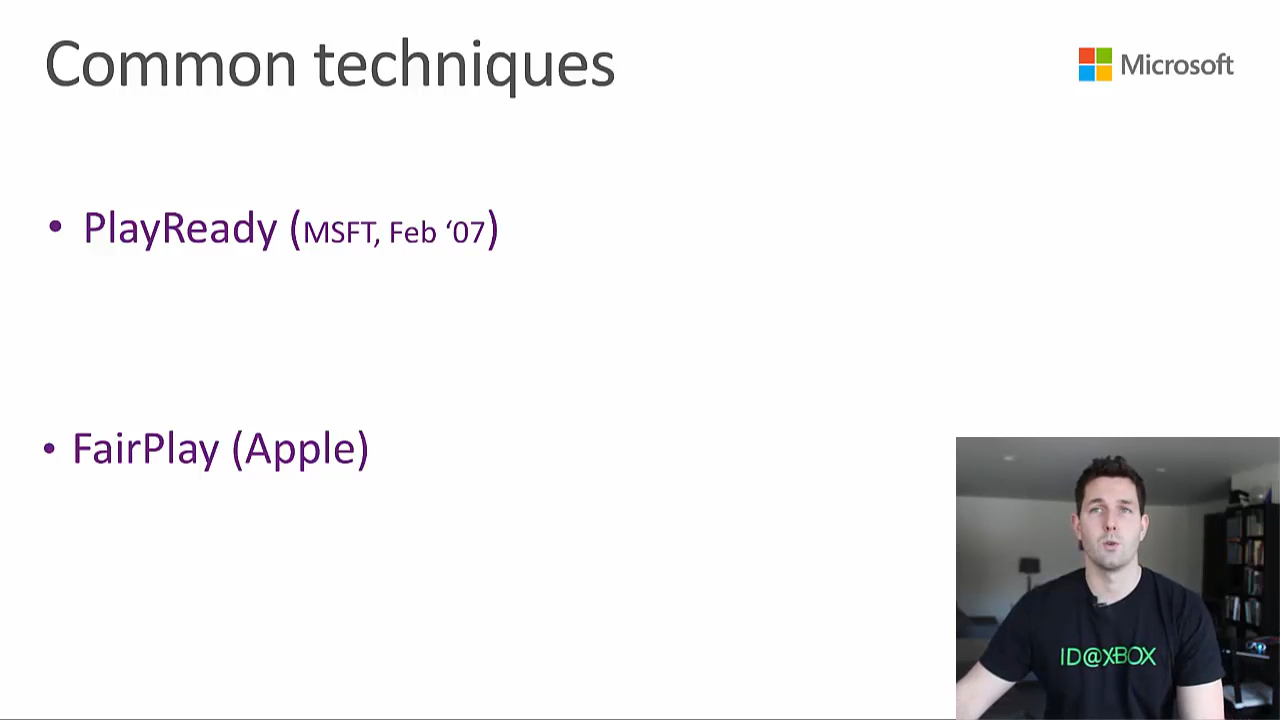 Common techniques
Microsoft
• PlayReady (MSFT, Feb ‘07)
• FairPlay (Apple)
ID@XBOX